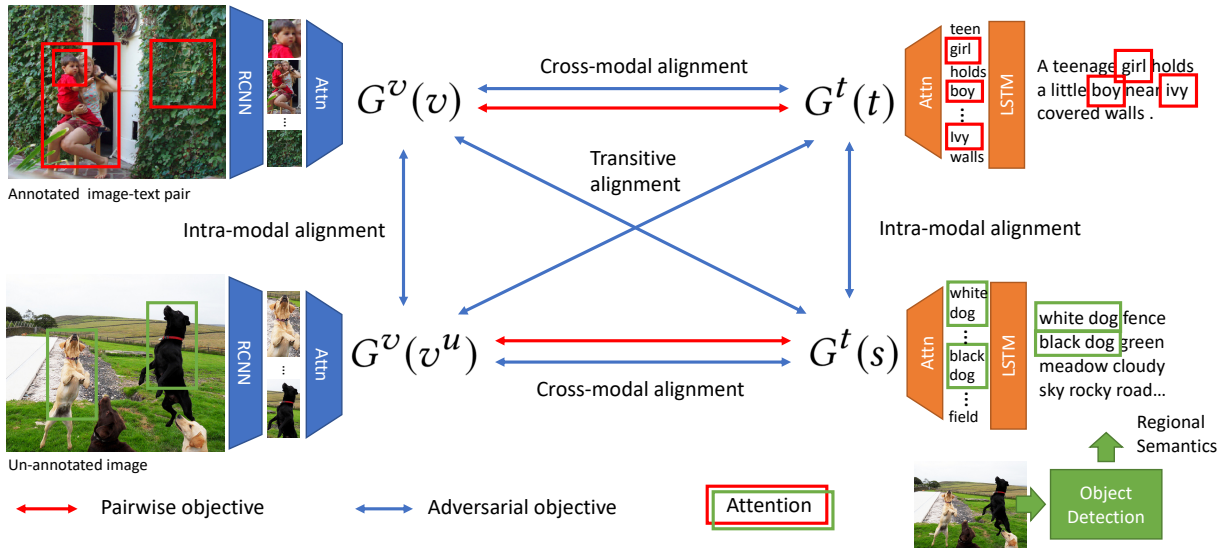 RCNN
Attn
G^v(v)
Cross-modal alignment
G^t(t)
Attn
teen
girl
holds
boy
⋮
Ivy
walls
LSTM
A teenage girl holds
a little boy near ivy
covered walls .
...
Annotated image-text pair
Transitive
alignment
Intra-modal alignment
Intra-modal alignment
RCNN
...
Attn
G^v(v^u)
Cross-modal alignment
G^t(s)
Attn
white
dog
⋮
black
dog
⋮
field
LSTM
white dog fence
black dog green
meadow cloudy
sky rocky road...
Un-annotated image
Regional
Semantics
Object
Detection
Pairwise objective
Adversarial objective
Attention